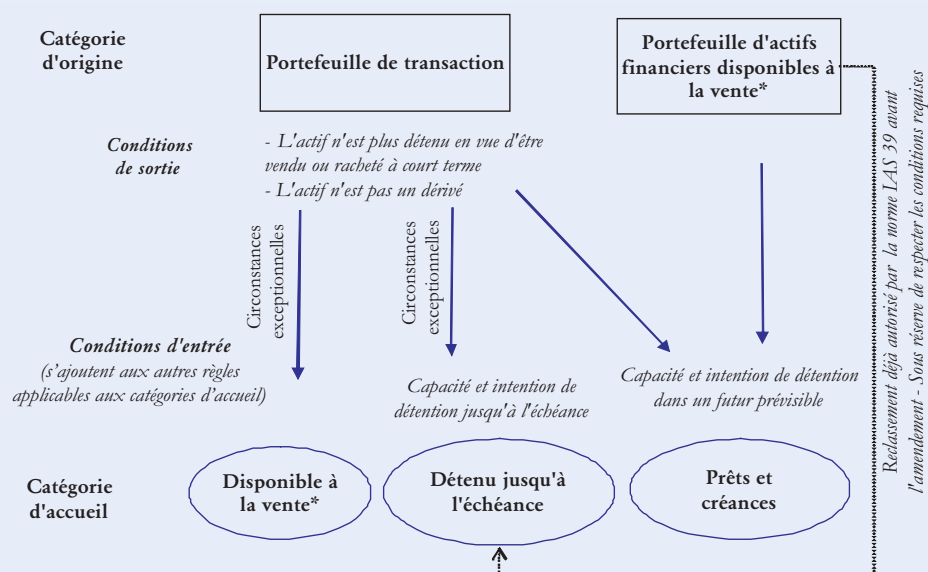 Catégorie
d'origine
Portefeuille de transaction
Portefeuille d'actifs
financiers disponibles à
la vente*
Conditions
de sortie
- L'actif n'est plus détenu en vue d'être
vendu ou racheté à court terme
- L'actif n'est pas un dérivé
Circonstances
exceptionnelles
Circonstances
exceptionnelles
Conditions d'entrée
(s'ajoutent aux autres règles
applicables aux catégories d'accueil)
Capacité et intention de
détention jusqu'à l'échéance
Capacité et intention de détention
dans un futur prévisible
Catégorie
d'accueil
Disponible à
la vente*
Détenu jusqu'à
l'échéance
Prêts et
créances
Reclassement déjà autorisé par la norme IAS 39 avant
l'amendement - Sous réserve de respecter les conditions requises